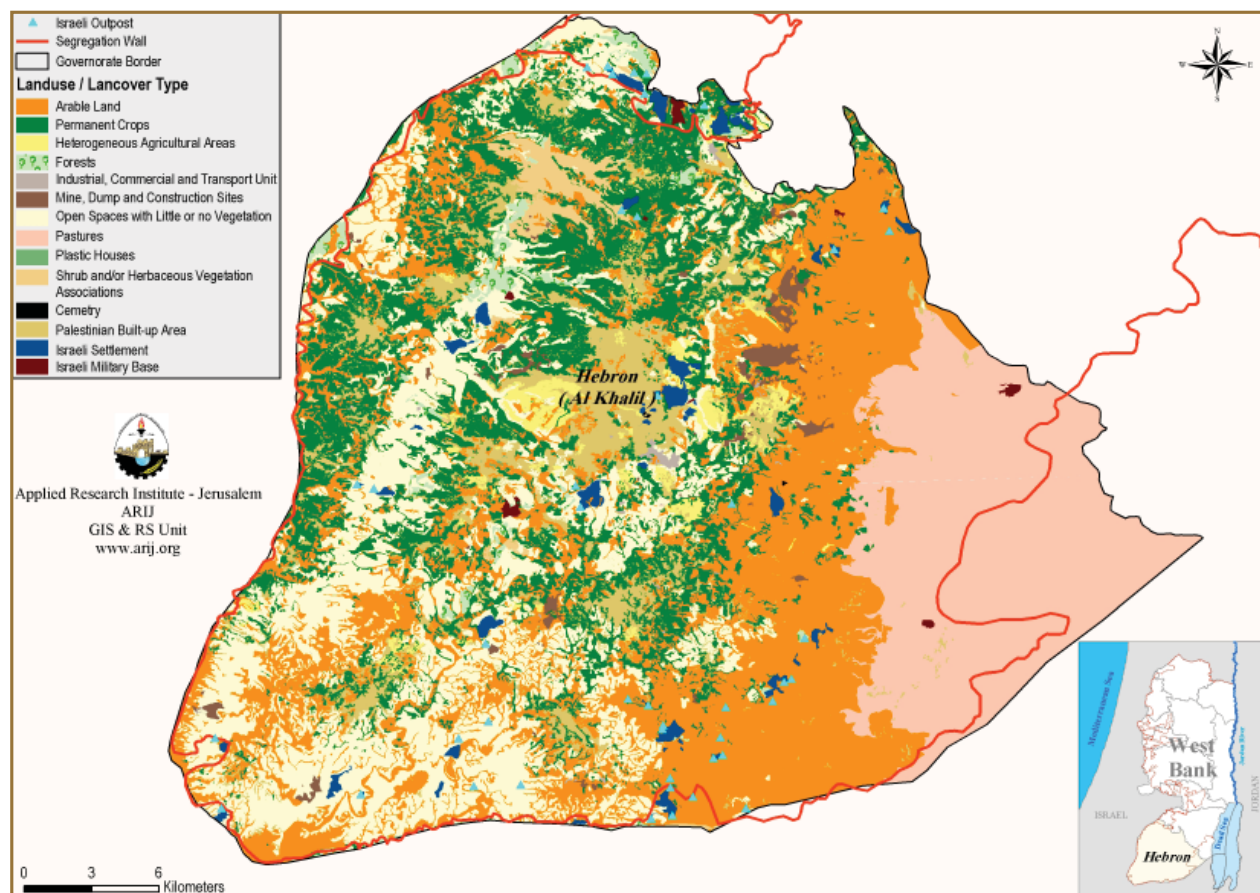 Israeli Outpost
Segregation Wall
Governorate Border
Landuse / Lancover Type
Arable Land
Permanent Crops
Heterogeneous Agricultural Areas
Forests
Industrial, Commercial and Transport Unit
Mine, Dump and Construction Sites
Open Spaces with Little or no Vegetation
Pastures
Plastic Houses
Shrub and/or Herbaceous Vegetation
Associations
Cemetry
Palestinian Built-up Area
Israeli Settlement
Israeli Military Base
Applied Research Institute - Jerusalem
ARIJ
GIS & RS Unit
www.arij.org
Hebron
( Al Khalil )
N
W
E
S
0 3 6
Kilometers
Mediterranean Sea
West
Bank
Jordan River
JORDAN
ISRAEL
Dead Sea
Hebron